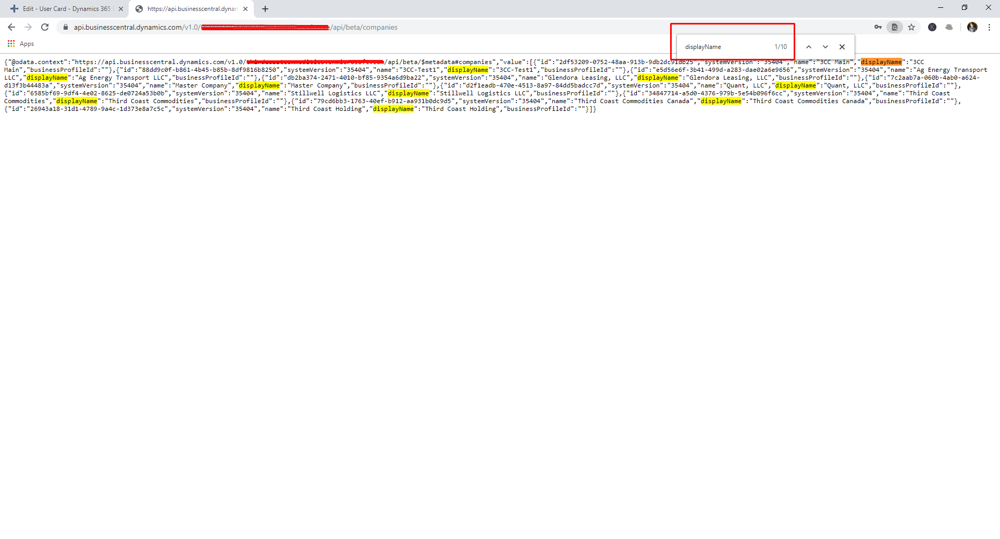 Edit - User Card - Dynamics 365
https://api.businesscentral.dynam
api.businesscentral.dynamics.com/v1.0/ /api/beta/companies
K
Apps
displayName 1/10
{"@odata.context":"https://api.businesscentral.dynamics.com/v1.0/ /api/beta/$metadata#companies","value":[{"id":"2df53209-0752-48aa-913b-9db2dc91db25","systemVersion":"35404","name":"3CC Main","displayName":"3CC
Main","businessProfileId":""},{"id":"88dd9c0f-b861-4b45-b85b-8df9816b8250","systemVersion":"35404","name":"3CC-Test1","displayName":"3CC-Test1","businessProfileId":""},{"id":"e5d56e6f-3b41-499d-a283-dae02a6e9656","systemVersion":"35404","name":"Ag Energy Transport
LLC","displayName":"Ag Energy Transport LLC","businessProfileId":""},{"id":"db2ba374-2471-4010-bf85-9354a6d9ba22","systemVersion":"35404","name":"Glendora Leasing, LLC","displayName":"Glendora Leasing, LLC","businessProfileId":""},{"id":"7c2aab7a-060b-4ab0-a624-
d13f3b44483a","systemVersion":"35404","name":"Master Company","displayName":"Master Company","businessProfileId":""},{"id":"d2f1eadb-470e-4513-8a97-84dd5badcc7d","systemVersion":"35404","name":"Quant, LLC","displayName":"Quant, LLC","businessProfileId":""},
{"id":"6585bf69-9df4-4e02-8625-de0724a53b0b","systemVersion":"35404","name":"Stillwell Logistics LLC","displayName":"Stillwell Logistics LLC","businessProfileId":""},{"id":"34847714-a5d0-4376-979b-5e54b096f6cc","systemVersion":"35404","name":"Third Coast
Commodities","displayName":"Third Coast Commodities","businessProfileId":""},{"id":"79cd6bb3-1763-40ef-b912-aa931b0dc9d5","systemVersion":"35404","name":"Third Coast Commodities Canada","displayName":"Third Coast Commodities Canada","businessProfileId":""},
{"id":"26943a18-31d1-4789-9a4c-1d373e8a7c5c","systemVersion":"35404","name":"Third Coast Holding","displayName":"Third Coast Holding","businessProfileId":""}]}